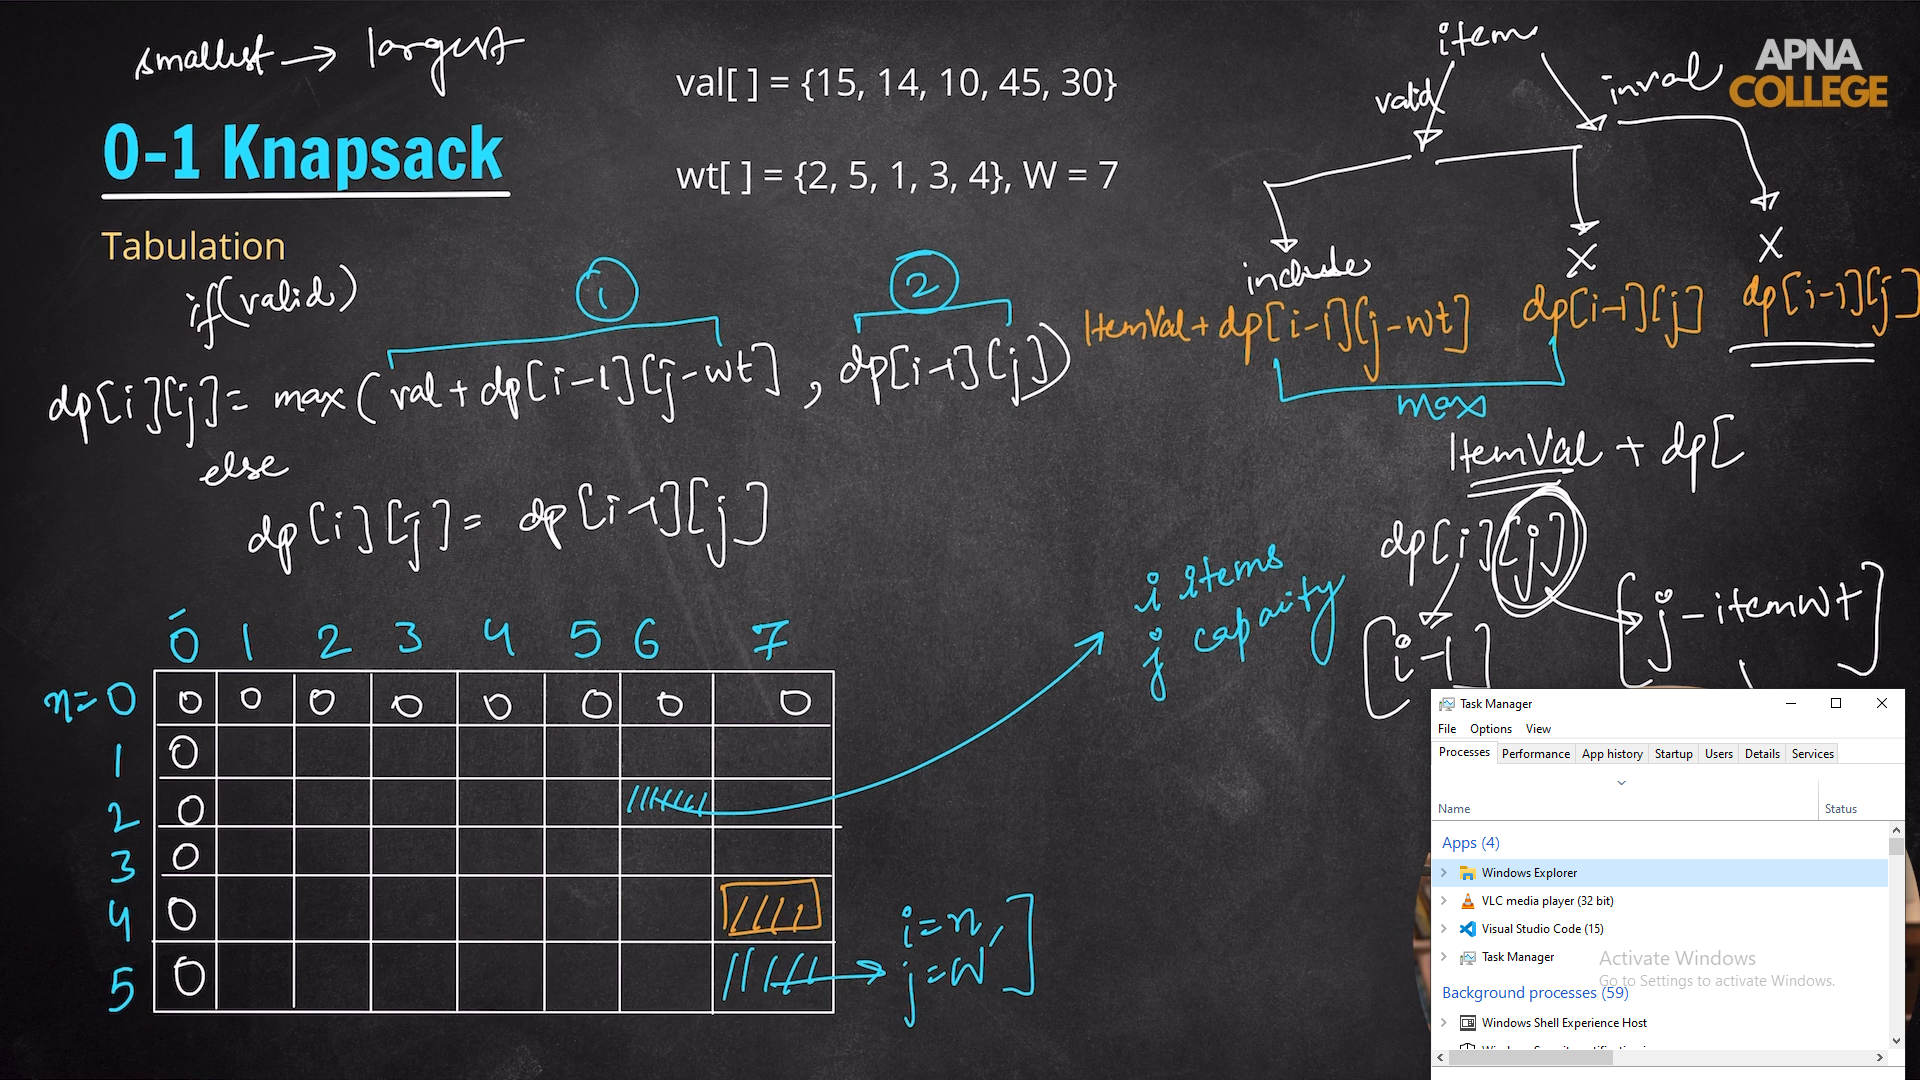 smallest → largest
val[ ] = {15, 14, 10, 45, 30}
item
APNA
COLLEGE
valid
inval
0-1 Knapsack
wt[ ] = {2, 5, 1, 3, 4}, W = 7
Tabulation
if(valid)
1
2
include
X
X
ItemVal + dp[i-1][j-wt]
dp[i-1][j]
dp[i-1][j]
dp[i][j] = max(val + dp[i-1][j-wt], dp[i-1][j])
max
else
ItemVal + dp[
dp[i][j] = dp[i-1][j]
dp[i][j]
i items
j capacity
[i-1]
[j-itemwt]
0 1 2 3 4 5 6 7
n=0 0 0 0 0 0 0 0 0
1 0
2 0
3 0
4 0
5 0
i=n,
j=W]
Task Manager
File Options View
Processes Performance App history Startup Users Details Services
Name Status
Apps (4)
Windows Explorer
VLC media player (32 bit)
Visual Studio Code (15)
Task Manager
Activate Windows
Go to Settings to activate Windows.
Background processes (59)
Windows Shell Experience Host